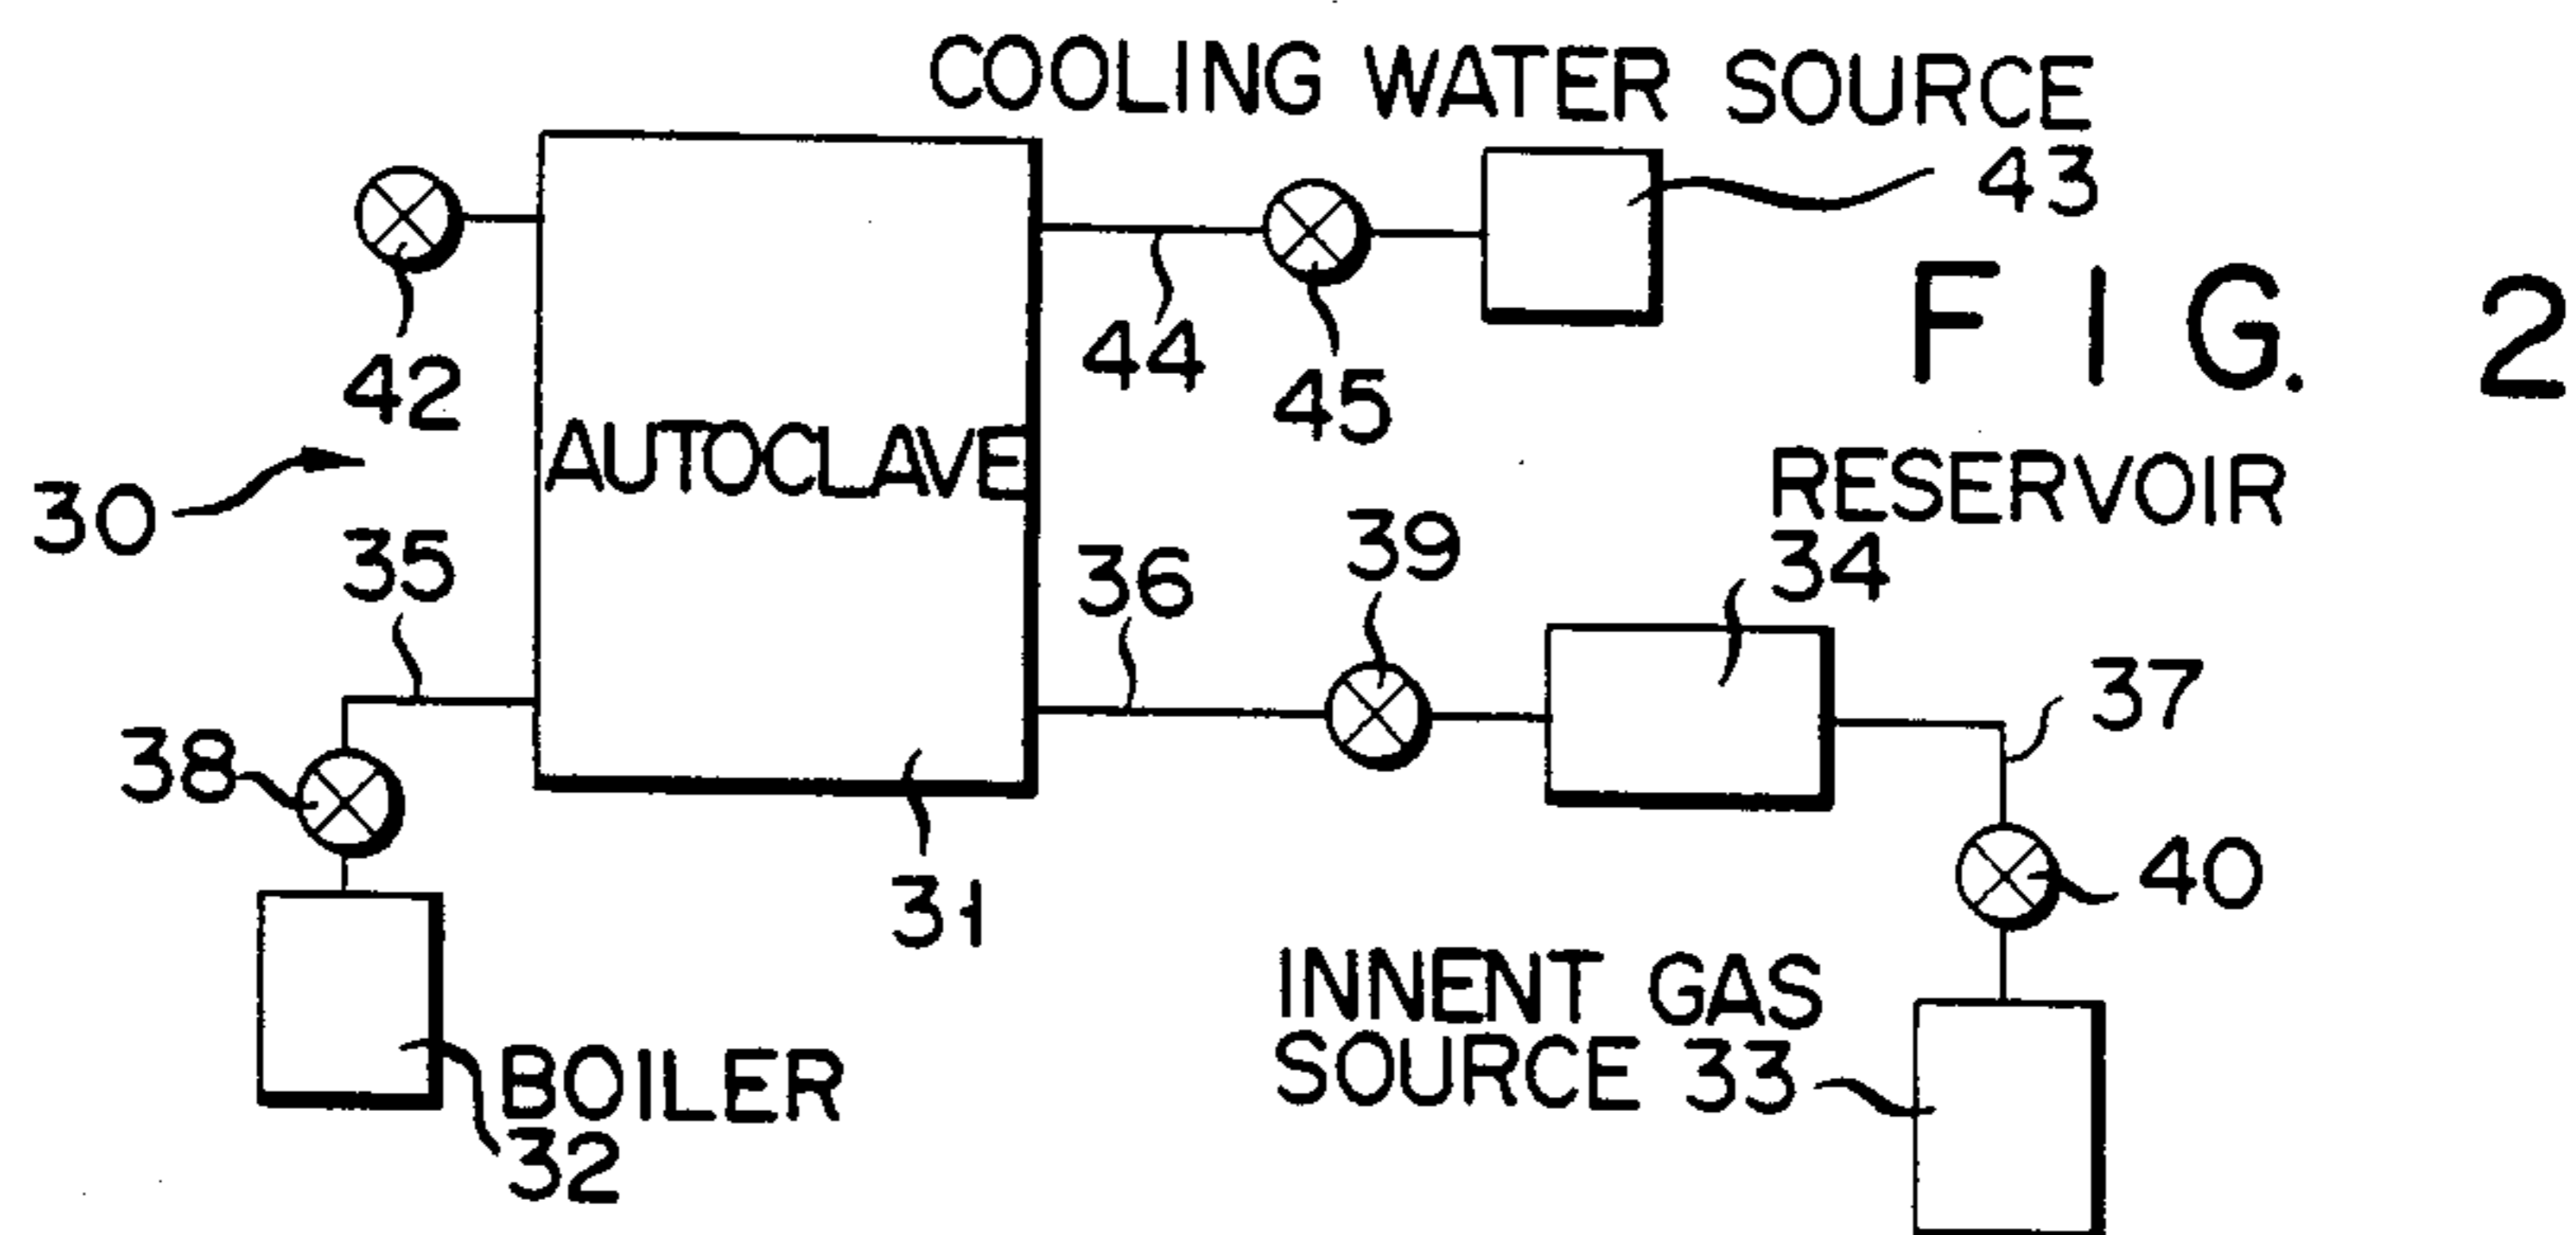 COOLING WATER SOURCE
43
FIG. 2
42
44
45
AUTOCLAVE
30
35
36
39
RESERVOIR
34
37
38
31
40
INNENT GAS
SOURCE 33
BOILER
32